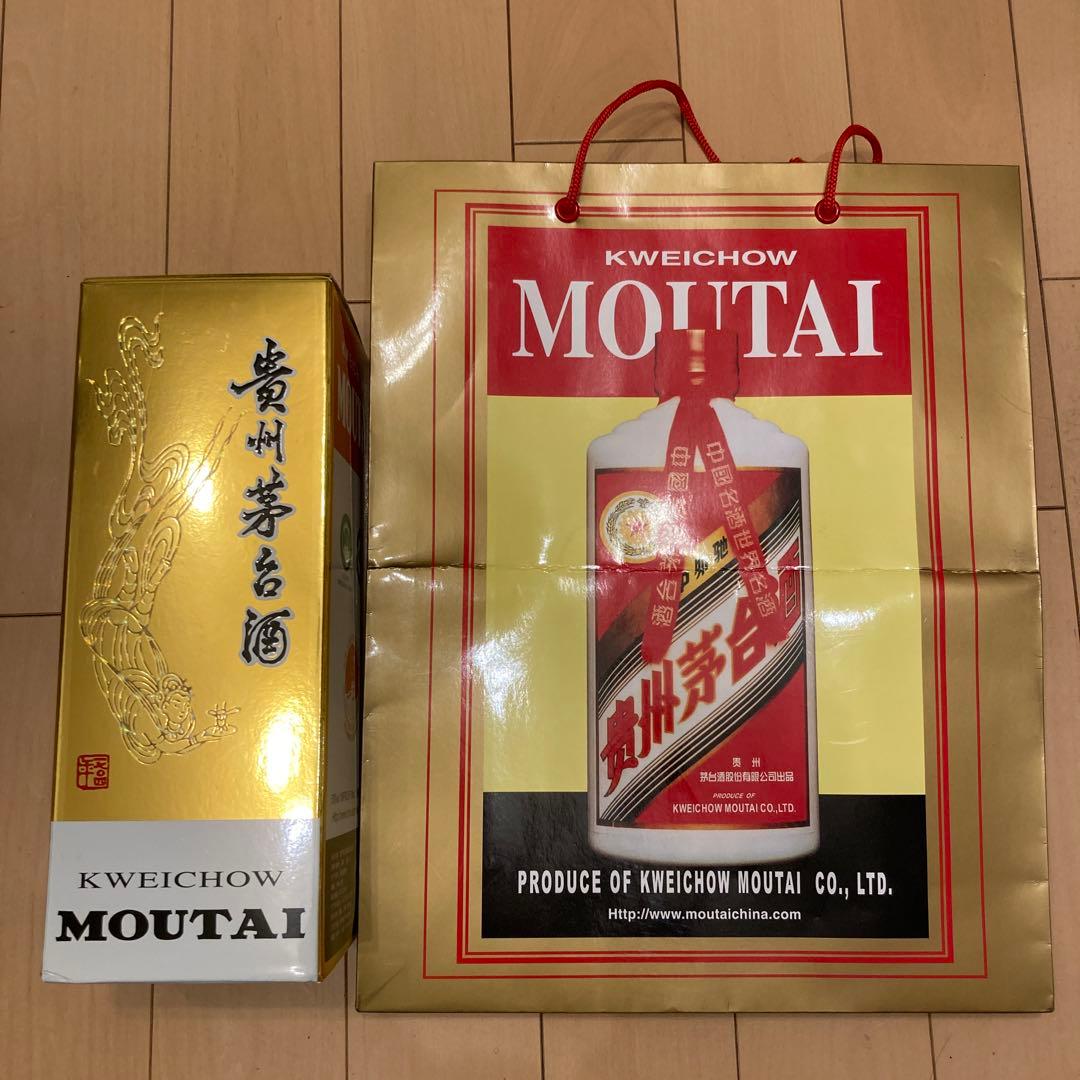 貴州茅台酒
KWEICHOW
MOUTAI
KWEICHOW
MOUTAI
中國名酒世界名酒
贵州茅台
贵州
茅台酒股份有限公司出品
PRODUCE OF
KWEICHOW MOUTAI CO.,LTD.
PRODUCE OF KWEICHOW MOUTAI CO., LTD.
Http://www.moutaichina.com